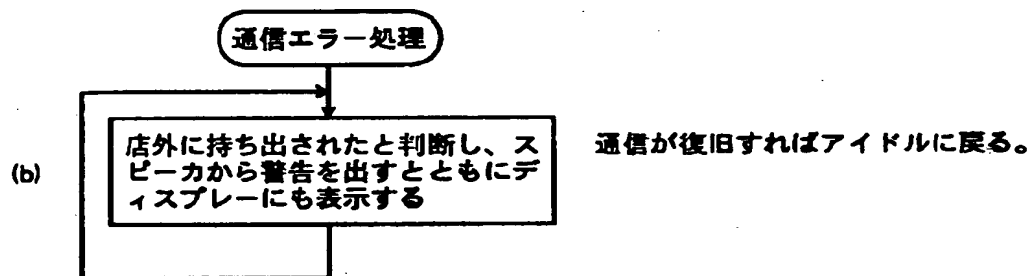 通信エラー処理
店外に持ち出されたと判断し、ス
ピーカから警告を出すとともにデ
ィスプレーにも表示する
通信が復旧すればアイドルに戻る。
(b)